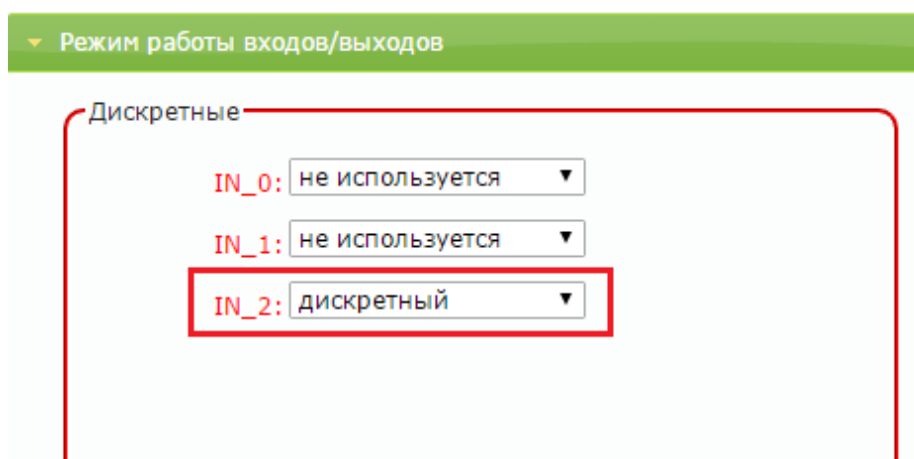 Режим работы входов/выходов
Дискретные
IN_0: не используется
IN_1: не используется
IN_2: дискретный